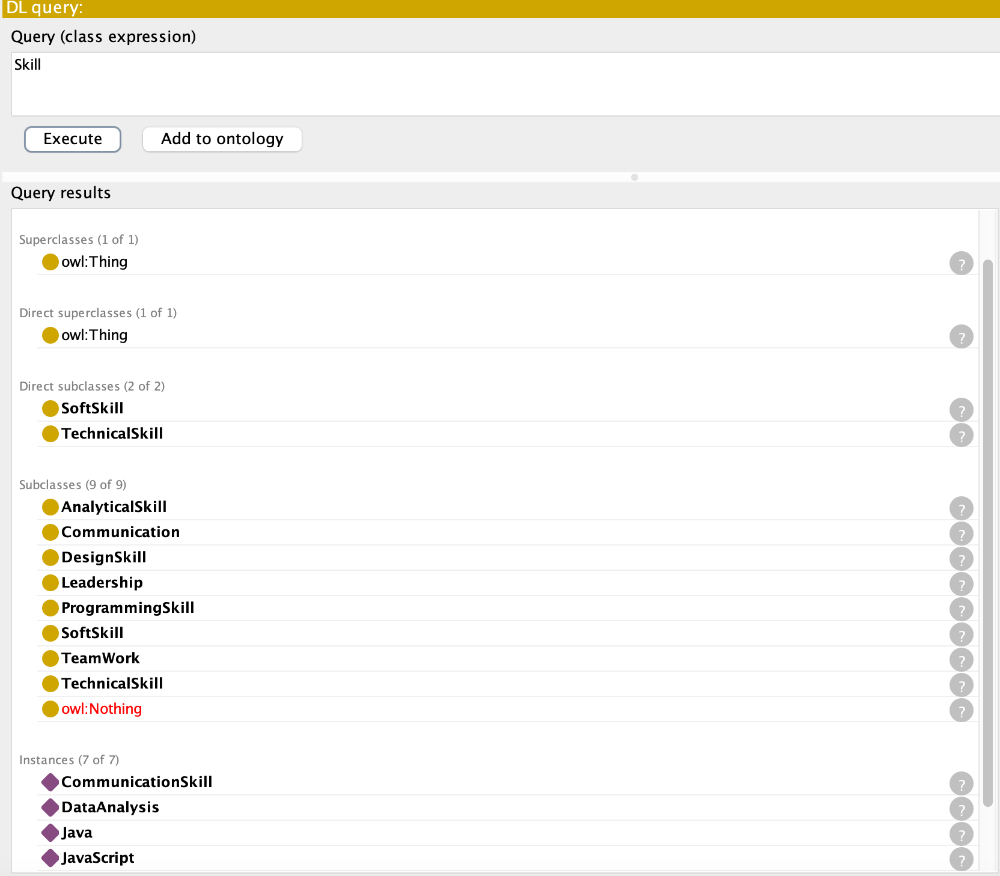 DL query:
Query (class expression)
Skill
Execute
Add to ontology
Query results
Superclasses (1 of 1)
owl:Thing
?
Direct superclasses (1 of 1)
owl:Thing
?
Direct subclasses (2 of 2)
SoftSkill
?
TechnicalSkill
?
Subclasses (9 of 9)
AnalyticalSkill
?
Communication
?
DesignSkill
?
Leadership
?
ProgrammingSkill
?
SoftSkill
?
TeamWork
?
TechnicalSkill
?
owl:Nothing
?
Instances (7 of 7)
CommunicationSkill
?
DataAnalysis
?
Java
?
JavaScript
?